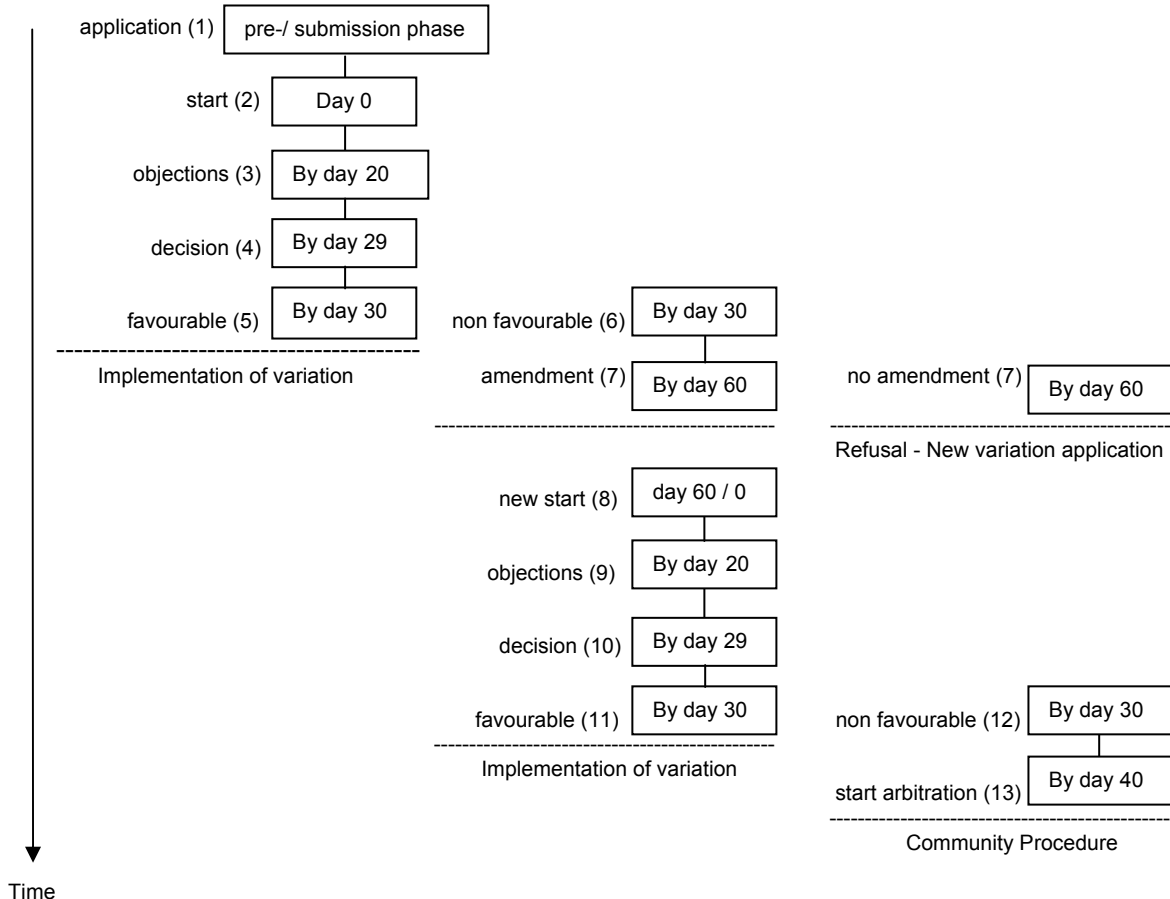 application (1) pre-/ submission phase
start (2) Day 0
objections (3) By day 20
decision (4) By day 29
favourable (5) By day 30
Implementation of variation
non favourable (6) By day 30
amendment (7) By day 60
no amendment (7) By day 60
Refusal - New variation application
new start (8) day 60 / 0
objections (9) By day 20
decision (10) By day 29
favourable (11) By day 30
Implementation of variation
non favourable (12) By day 30
start arbitration (13) By day 40
Community Procedure
Time